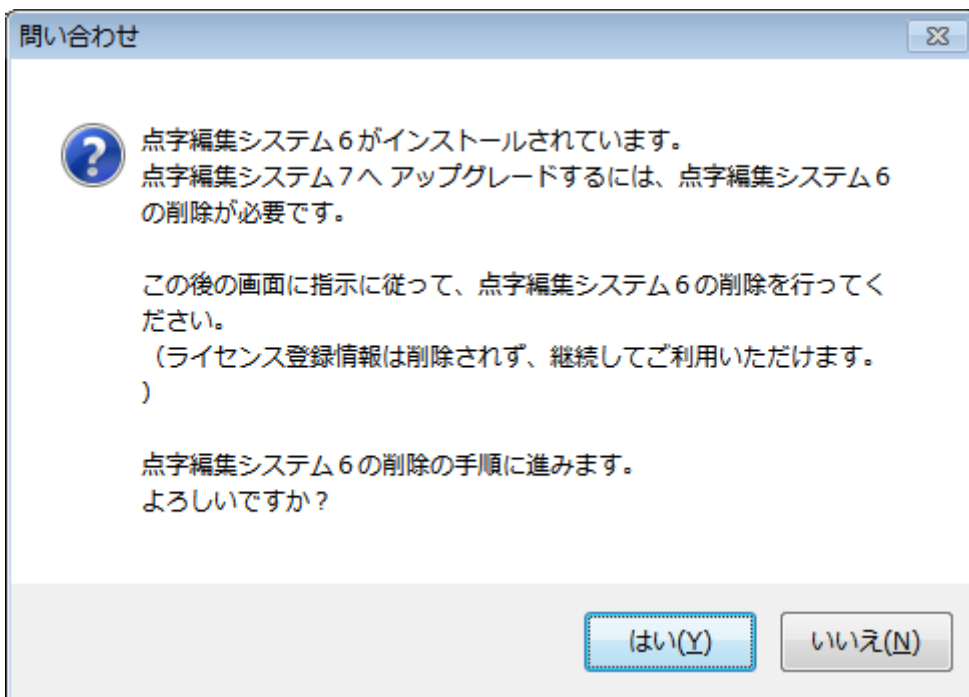 問い合わせ
点字編集システム６がインストールされています。
点字編集システム７へ アップグレードするには、点字編集システム６
の削除が必要です。
この後の画面に指示に従って、点字編集システム６の削除を行ってく
ださい。
（ライセンス登録情報は削除されず、継続してご利用いただけます。
）
点字編集システム６の削除の手順に進みます。
よろしいですか？
はい(Y)
いいえ(N)